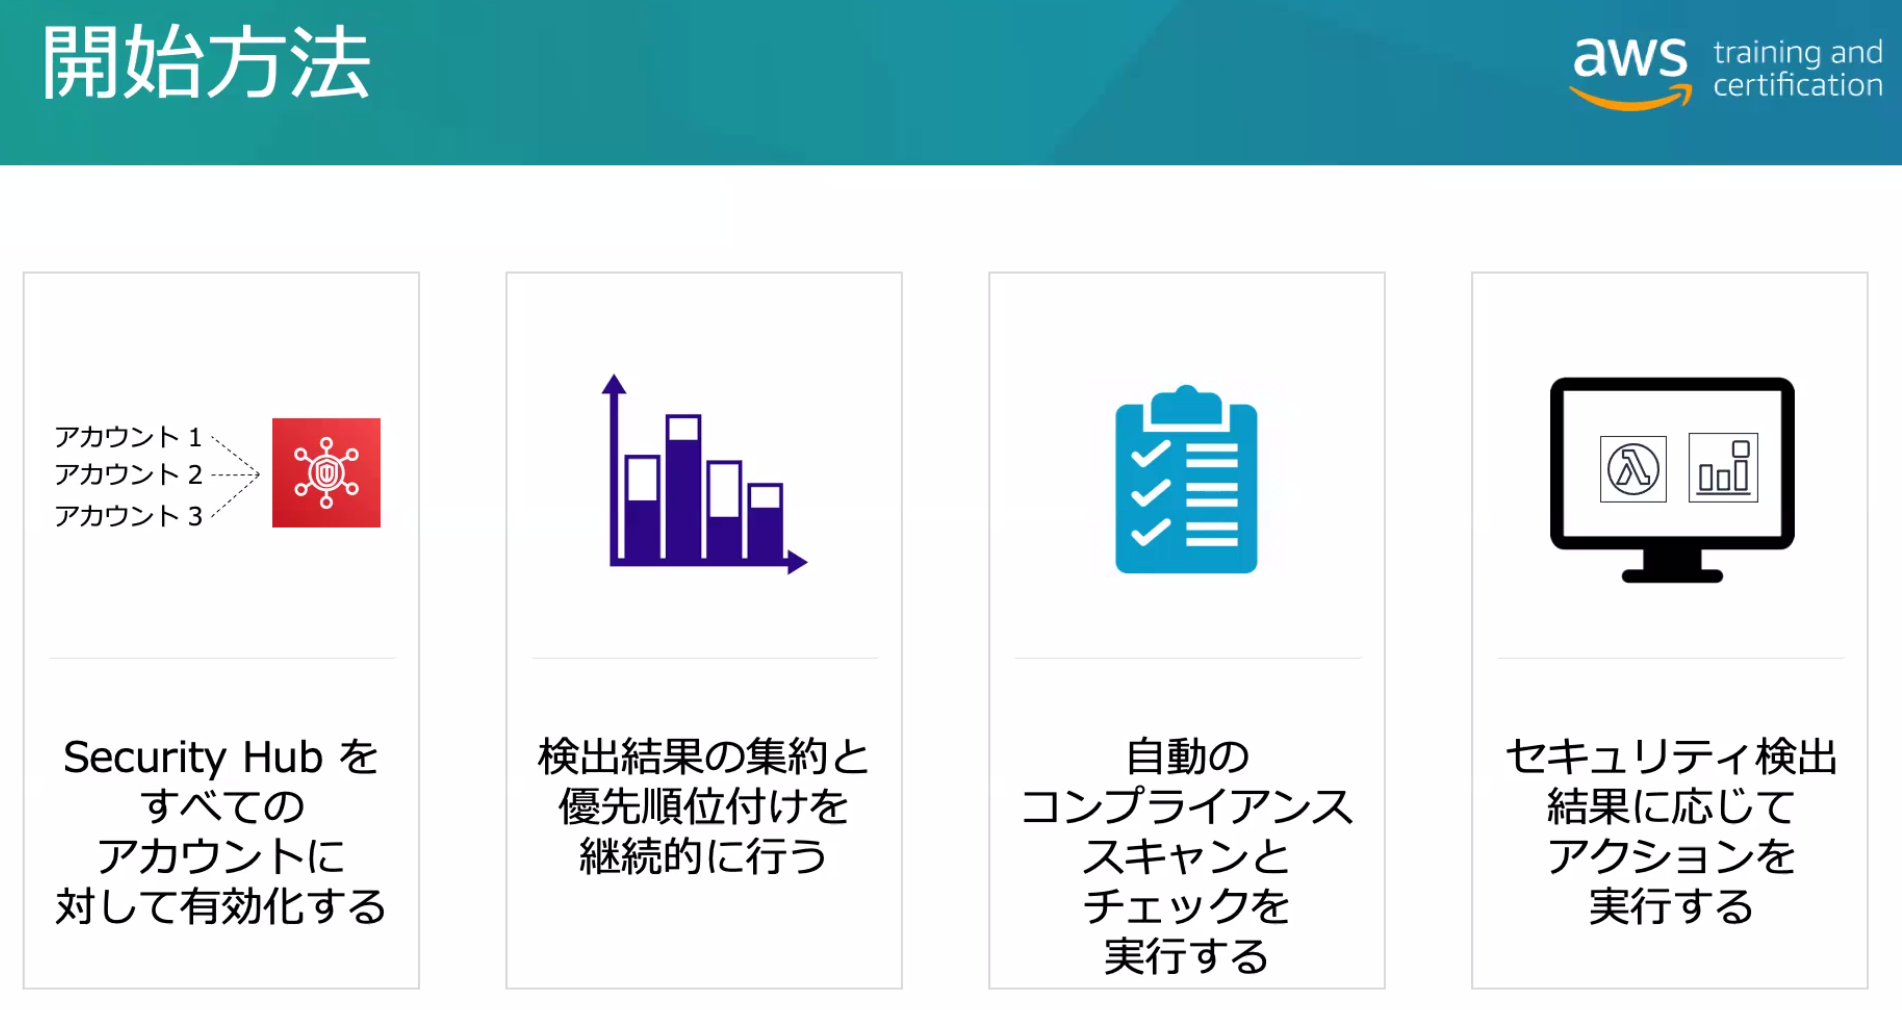 開始方法
aws
training and
certification
アカウント 1
アカウント 2
アカウント 3
Security Hub を
すべての
アカウントに
対して有効化する
検出結果の集約と
優先順位付けを
継続的に行う
自動の
コンプライアンス
スキャンと
チェックを
実行する
セキュリティ検出
結果に応じて
アクションを
実行する